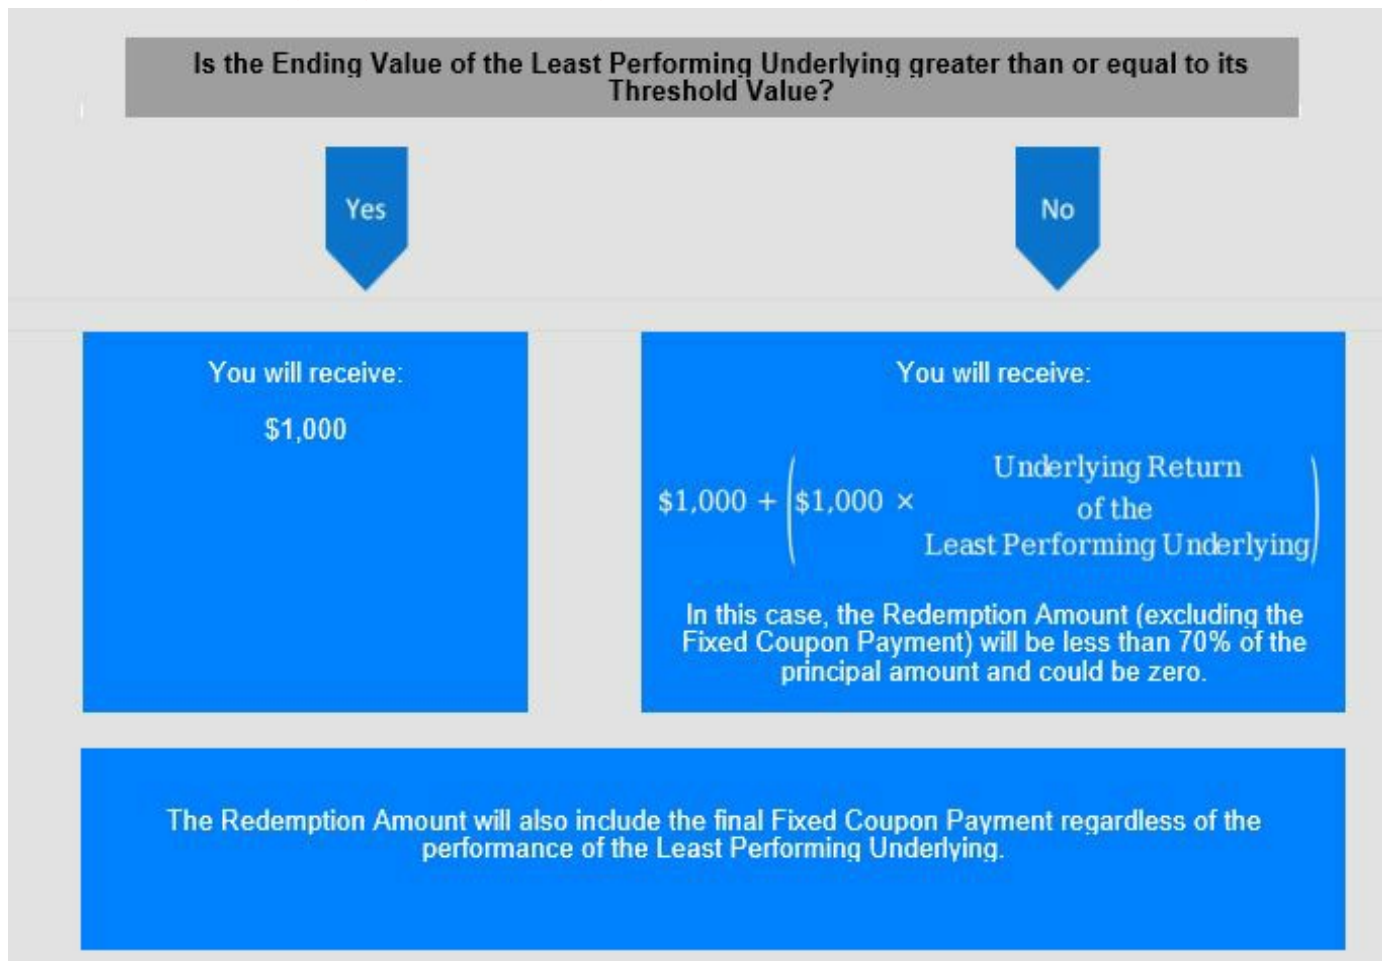 Is the Ending Value of the Least Performing Underlying greater than or equal to its
Threshold Value?
Yes
No
You will receive:
$1,000
You will receive:
$1,000 + ($1,000 × Underlying Return
of the
Least Performing Underlying)
In this case, the Redemption Amount (excluding the
Fixed Coupon Payment) will be less than 70% of the
principal amount and could be zero.
The Redemption Amount will also include the final Fixed Coupon Payment regardless of the
performance of the Least Performing Underlying.